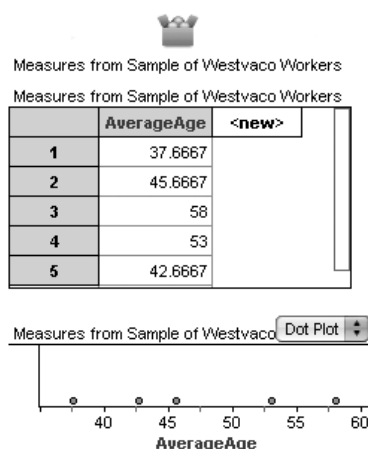 Measures from Sample of Westvaco Workers
Measures from Sample of Westvaco Workers
AverageAge <new>
1 37.6667
2 45.6667
3 58
4 53
5 42.6667
Measures from Sample of Westvaco Dot Plot
40 45 50 55 60
AverageAge